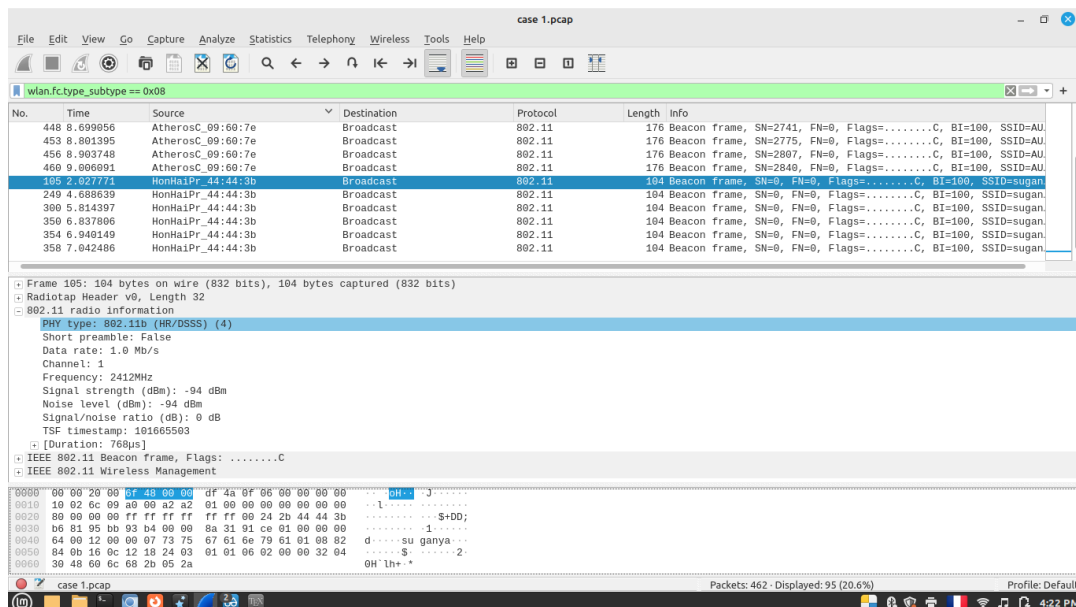 case 1.pcap
File Edit View Go Capture Analyze Statistics Telephony Wireless Tools Help
wlan.fc.type_subtype == 0x08
No. Time Source Destination Protocol Length Info
448 8.699056 AtherosC_09:60:7e Broadcast 802.11 176 Beacon frame, SN=2741, FN=0, Flags=........C, BI=100, SSID=AU
453 8.801395 AtherosC_09:60:7e Broadcast 802.11 176 Beacon frame, SN=2775, FN=0, Flags=........C, BI=100, SSID=AU
456 8.903748 AtherosC_09:60:7e Broadcast 802.11 176 Beacon frame, SN=2807, FN=0, Flags=........C, BI=100, SSID=AU
460 9.006091 AtherosC_09:60:7e Broadcast 802.11 176 Beacon frame, SN=2840, FN=0, Flags=........C, BI=100, SSID=AU
105 2.027771 HonHaiPr_44:44:3b Broadcast 802.11 104 Beacon frame, SN=0, FN=0, Flags=........C, BI=100, SSID=sugan
249 4.688639 HonHaiPr_44:44:3b Broadcast 802.11 104 Beacon frame, SN=0, FN=0, Flags=........C, BI=100, SSID=sugan
300 5.814397 HonHaiPr_44:44:3b Broadcast 802.11 104 Beacon frame, SN=0, FN=0, Flags=........C, BI=100, SSID=sugan
350 6.837806 HonHaiPr_44:44:3b Broadcast 802.11 104 Beacon frame, SN=0, FN=0, Flags=........C, BI=100, SSID=sugan
354 6.940149 HonHaiPr_44:44:3b Broadcast 802.11 104 Beacon frame, SN=0, FN=0, Flags=........C, BI=100, SSID=sugan
358 7.042486 HonHaiPr_44:44:3b Broadcast 802.11 104 Beacon frame, SN=0, FN=0, Flags=........C, BI=100, SSID=sugan
Frame 105: 104 bytes on wire (832 bits), 104 bytes captured (832 bits)
Radiotap Header v0, Length 32
802.11 radio information
PHY type: 802.11b (HR/DSSS) (4)
Short preamble: False
Data rate: 1.0 Mb/s
Channel: 1
Frequency: 2412MHz
Signal strength (dBm): -94 dBm
Noise level (dBm): -94 dBm
Signal/noise ratio (dB): 0 dB
TSF timestamp: 101665503
[Duration: 768µs]
IEEE 802.11 Beacon frame, Flags: ........C
IEEE 802.11 Wireless Management
0000 00 00 20 00 6f 48 00 00 df 4a 0f 06 00 00 00 00 ·· ·oH·· ·J······
0010 10 02 6c 09 a0 00 a2 a2 01 00 00 00 00 00 00 00 ··l····· ········
0020 80 00 00 00 ff ff ff ff ff ff 00 24 2b 44 44 3b ········ ···$+DD;
0030 b6 81 95 bb 93 b4 00 00 8a 31 91 ce 01 00 00 00 ········ ·1······
0040 64 00 12 00 00 07 73 75 67 61 6e 79 61 01 08 82 d·····su ganya···
0050 84 0b 16 0c 12 18 24 03 01 01 06 02 00 00 32 04 ······$· ······2·
0060 30 48 60 6c 68 2b 05 2a 0H`lh+·*
case 1.pcap Packets: 462 · Displayed: 95 (20.6%) Profile: Default
4:22 PM